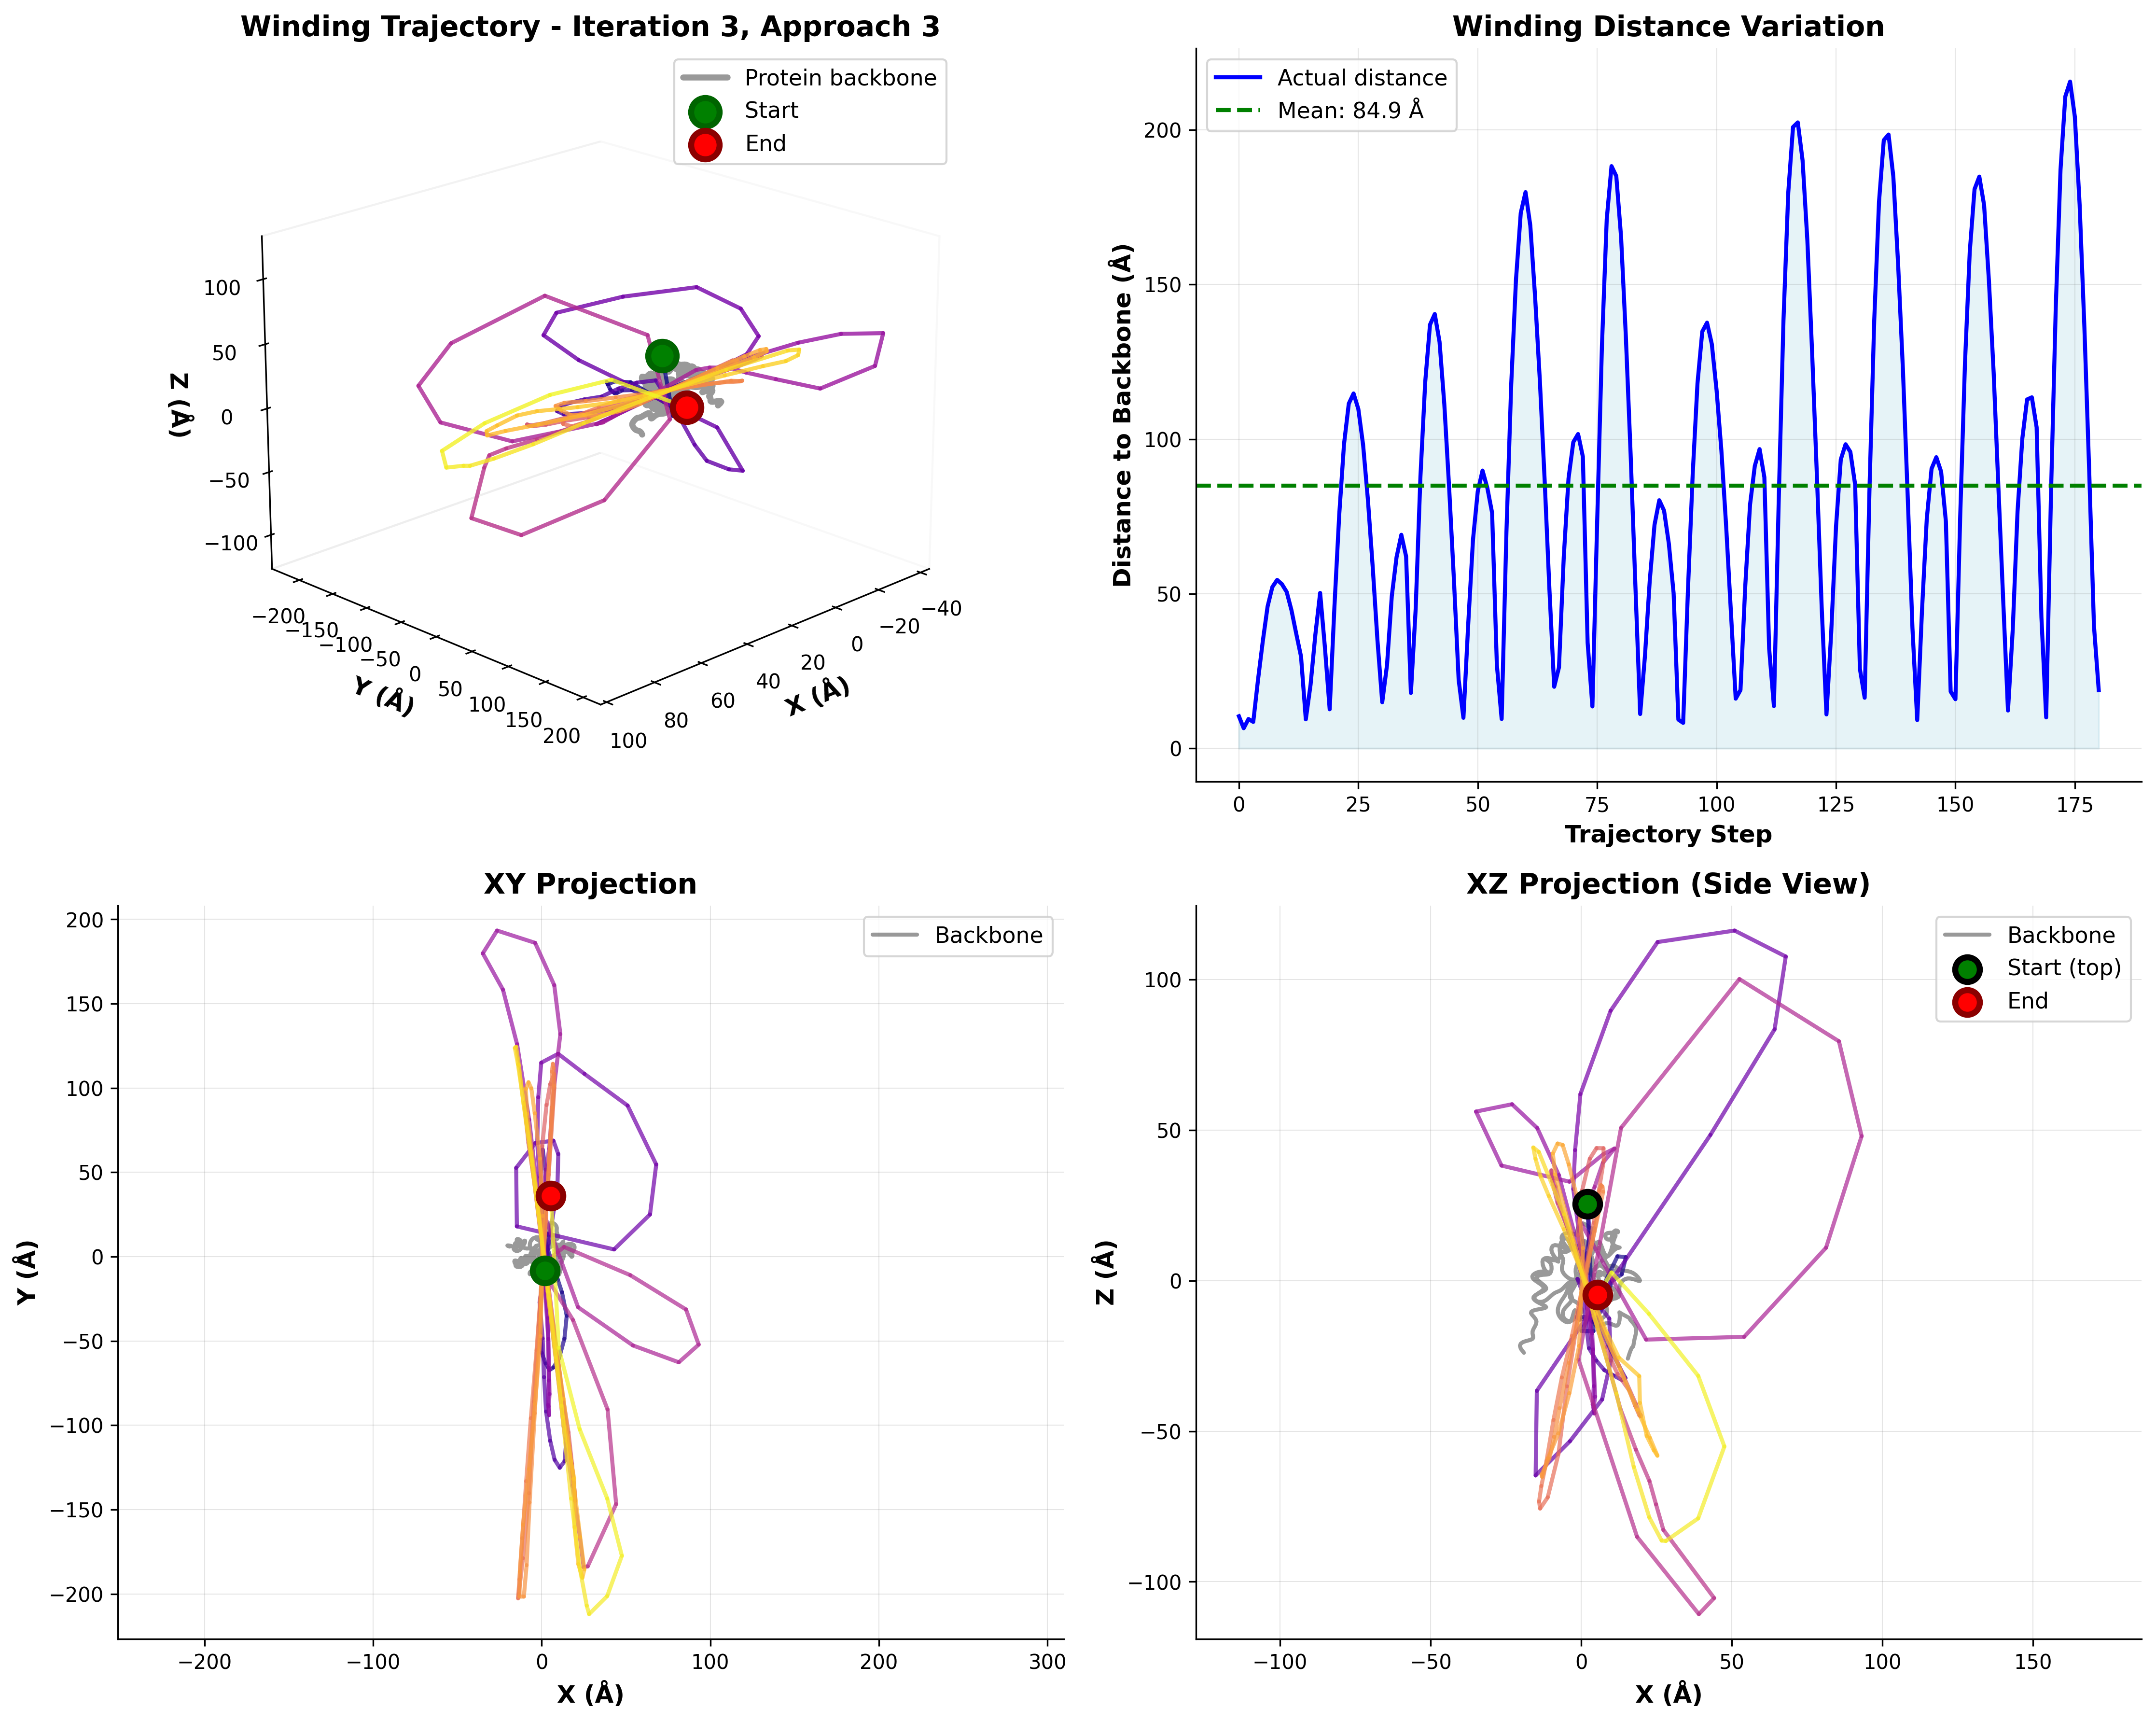 Winding Trajectory - Iteration 3, Approach 3
Protein backbone
Start
End
100
50
0
−50
−100
Z (Å)
−200
−150
−100
−50
0
50
100
150
200
Y (Å)
−40
−20
0
20
40
60
80
100
X (Å)
Winding Distance Variation
Actual distance
Mean: 84.9 Å
200
150
100
50
0
Distance to Backbone (Å)
0 25 50 75 100 125 150 175
Trajectory Step
XY Projection
Backbone
200
150
100
50
0
−50
−100
−150
−200
Y (Å)
−200 −100 0 100 200 300
X (Å)
XZ Projection (Side View)
Backbone
Start (top)
End
100
50
0
−50
−100
Z (Å)
−100 −50 0 50 100 150
X (Å)